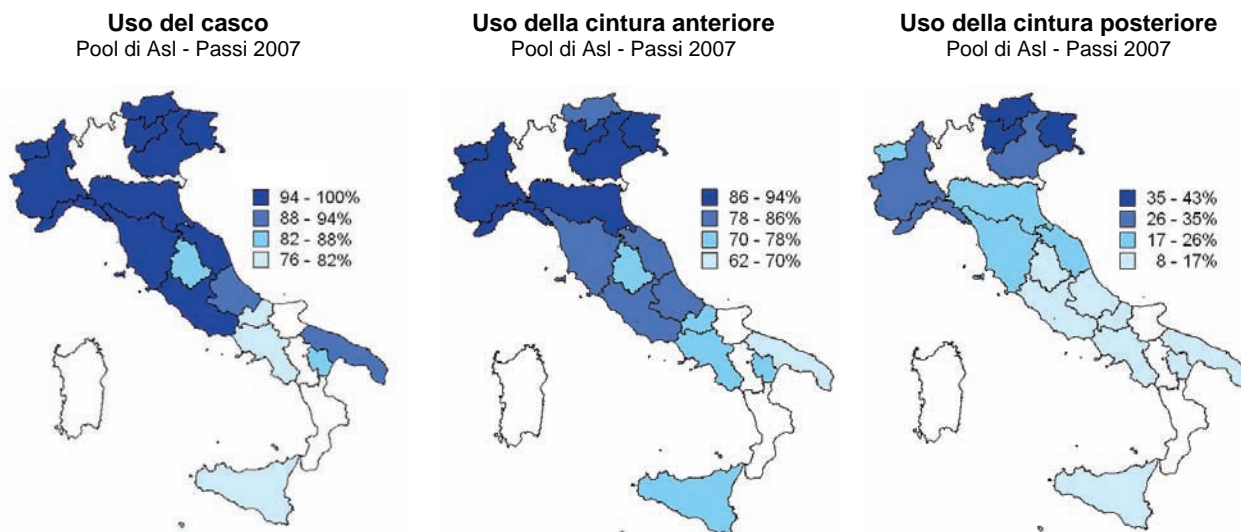 Uso del casco
Pool di Asl - Passi 2007
94 - 100%
88 - 94%
82 - 88%
76 - 82%
Uso della cintura anteriore
Pool di Asl - Passi 2007
86 - 94%
78 - 86%
70 - 78%
62 - 70%
Uso della cintura posteriore
Pool di Asl - Passi 2007
35 - 43%
26 - 35%
17 - 26%
8 - 17%